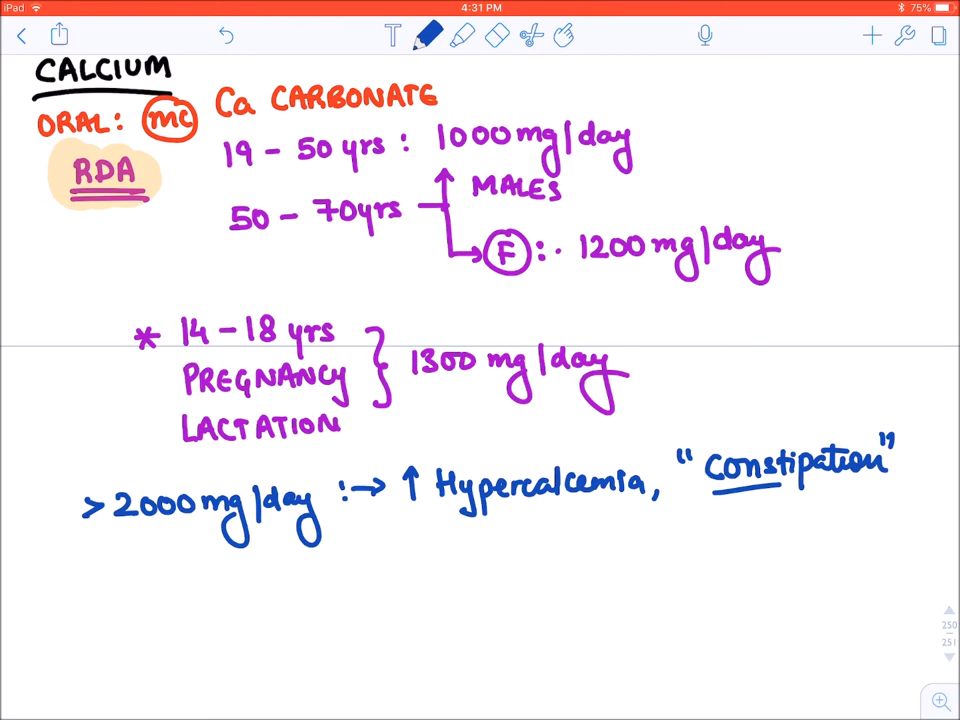 iPad 4:31 PM 75%
T
CALCIUM
ORAL: mc Ca CARBONATE
RDA 19 - 50 yrs : 1000 mg/day
50 - 70 yrs → MALES
→ F : 1200 mg/day
* 14 - 18 yrs
PREGNANCY } 1300 mg/day
LACTATION
> 2000 mg/day :→ ↑ Hypercalcemia, "Constipation"
250
251